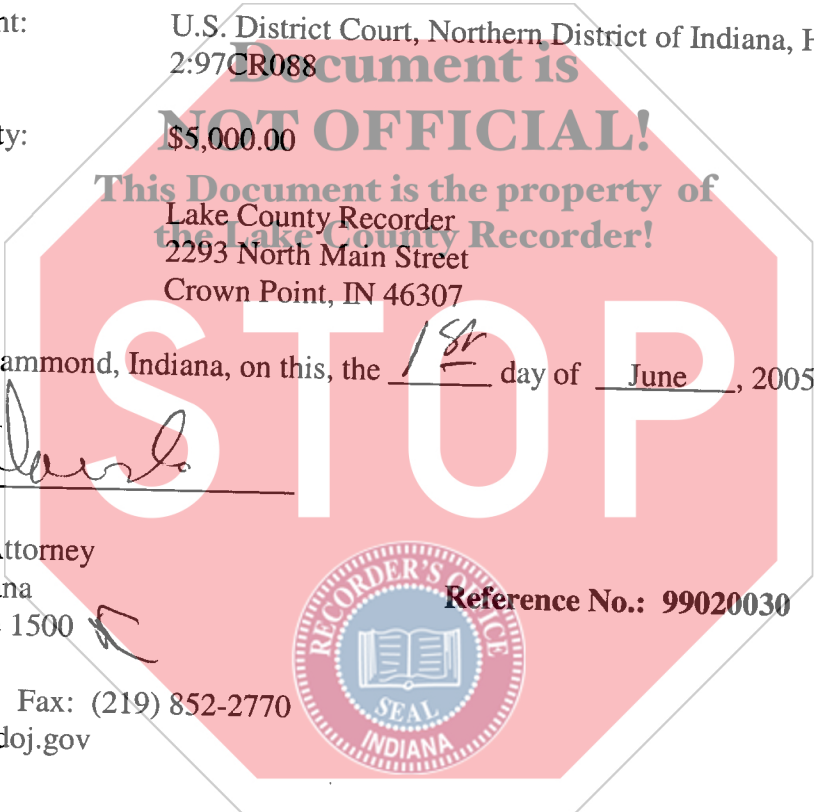 nt: U.S. District Court, Northern District of Indiana, H
2:97CR088
Document is
NOT OFFICIAL!
ty: $5,000.00
This Document is the property of
the Lake County Recorder!
Lake County Recorder
2293 North Main Street
Crown Point, IN 46307
STOP
ammond, Indiana, on this, the 1st day of June, 2005
Attorney
na
1500
Reference No.: 99020030
RECORDER'S OFFICE
SEAL
INDIANA
Fax: (219) 852-2770
doj.gov